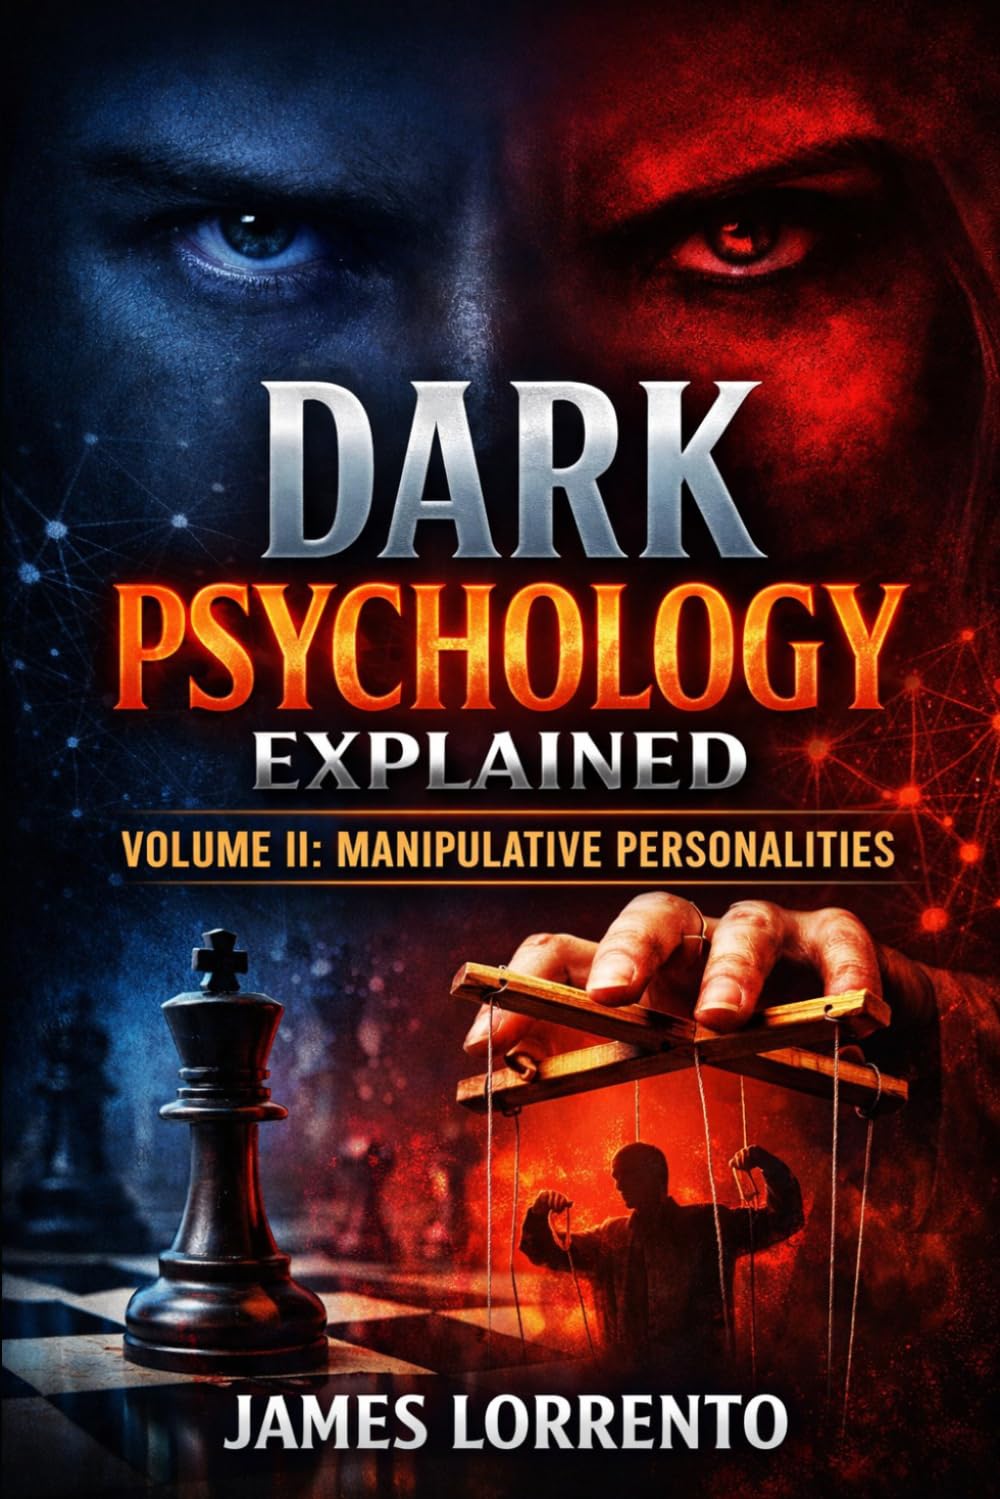 DARK
PSYCHOLOGY
EXPLAINED
VOLUME II: MANIPULATIVE PERSONALITIES
JAMES LORRENTO